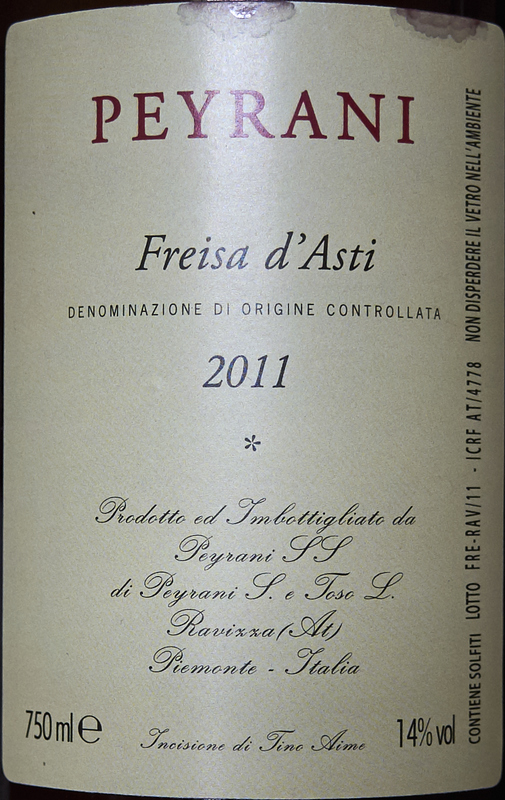 PEYRANI
Freisa d'Asti
DENOMINAZIONE DI ORIGINE CONTROLLATA
2011
*
Prodotto ed Imbottigliato da
Peyrani SS
di Peyrani S. e Toso L.
Ravizza (At)
Piemonte - Italia
750 ml e
Incisione di Tino Aime
14% vol
CONTIENE SOLFITI LOTTO FRE-RAV/11 - ICRF AT/4778 NON DISPERDERE IL VETRO NELL'AMBIENTE